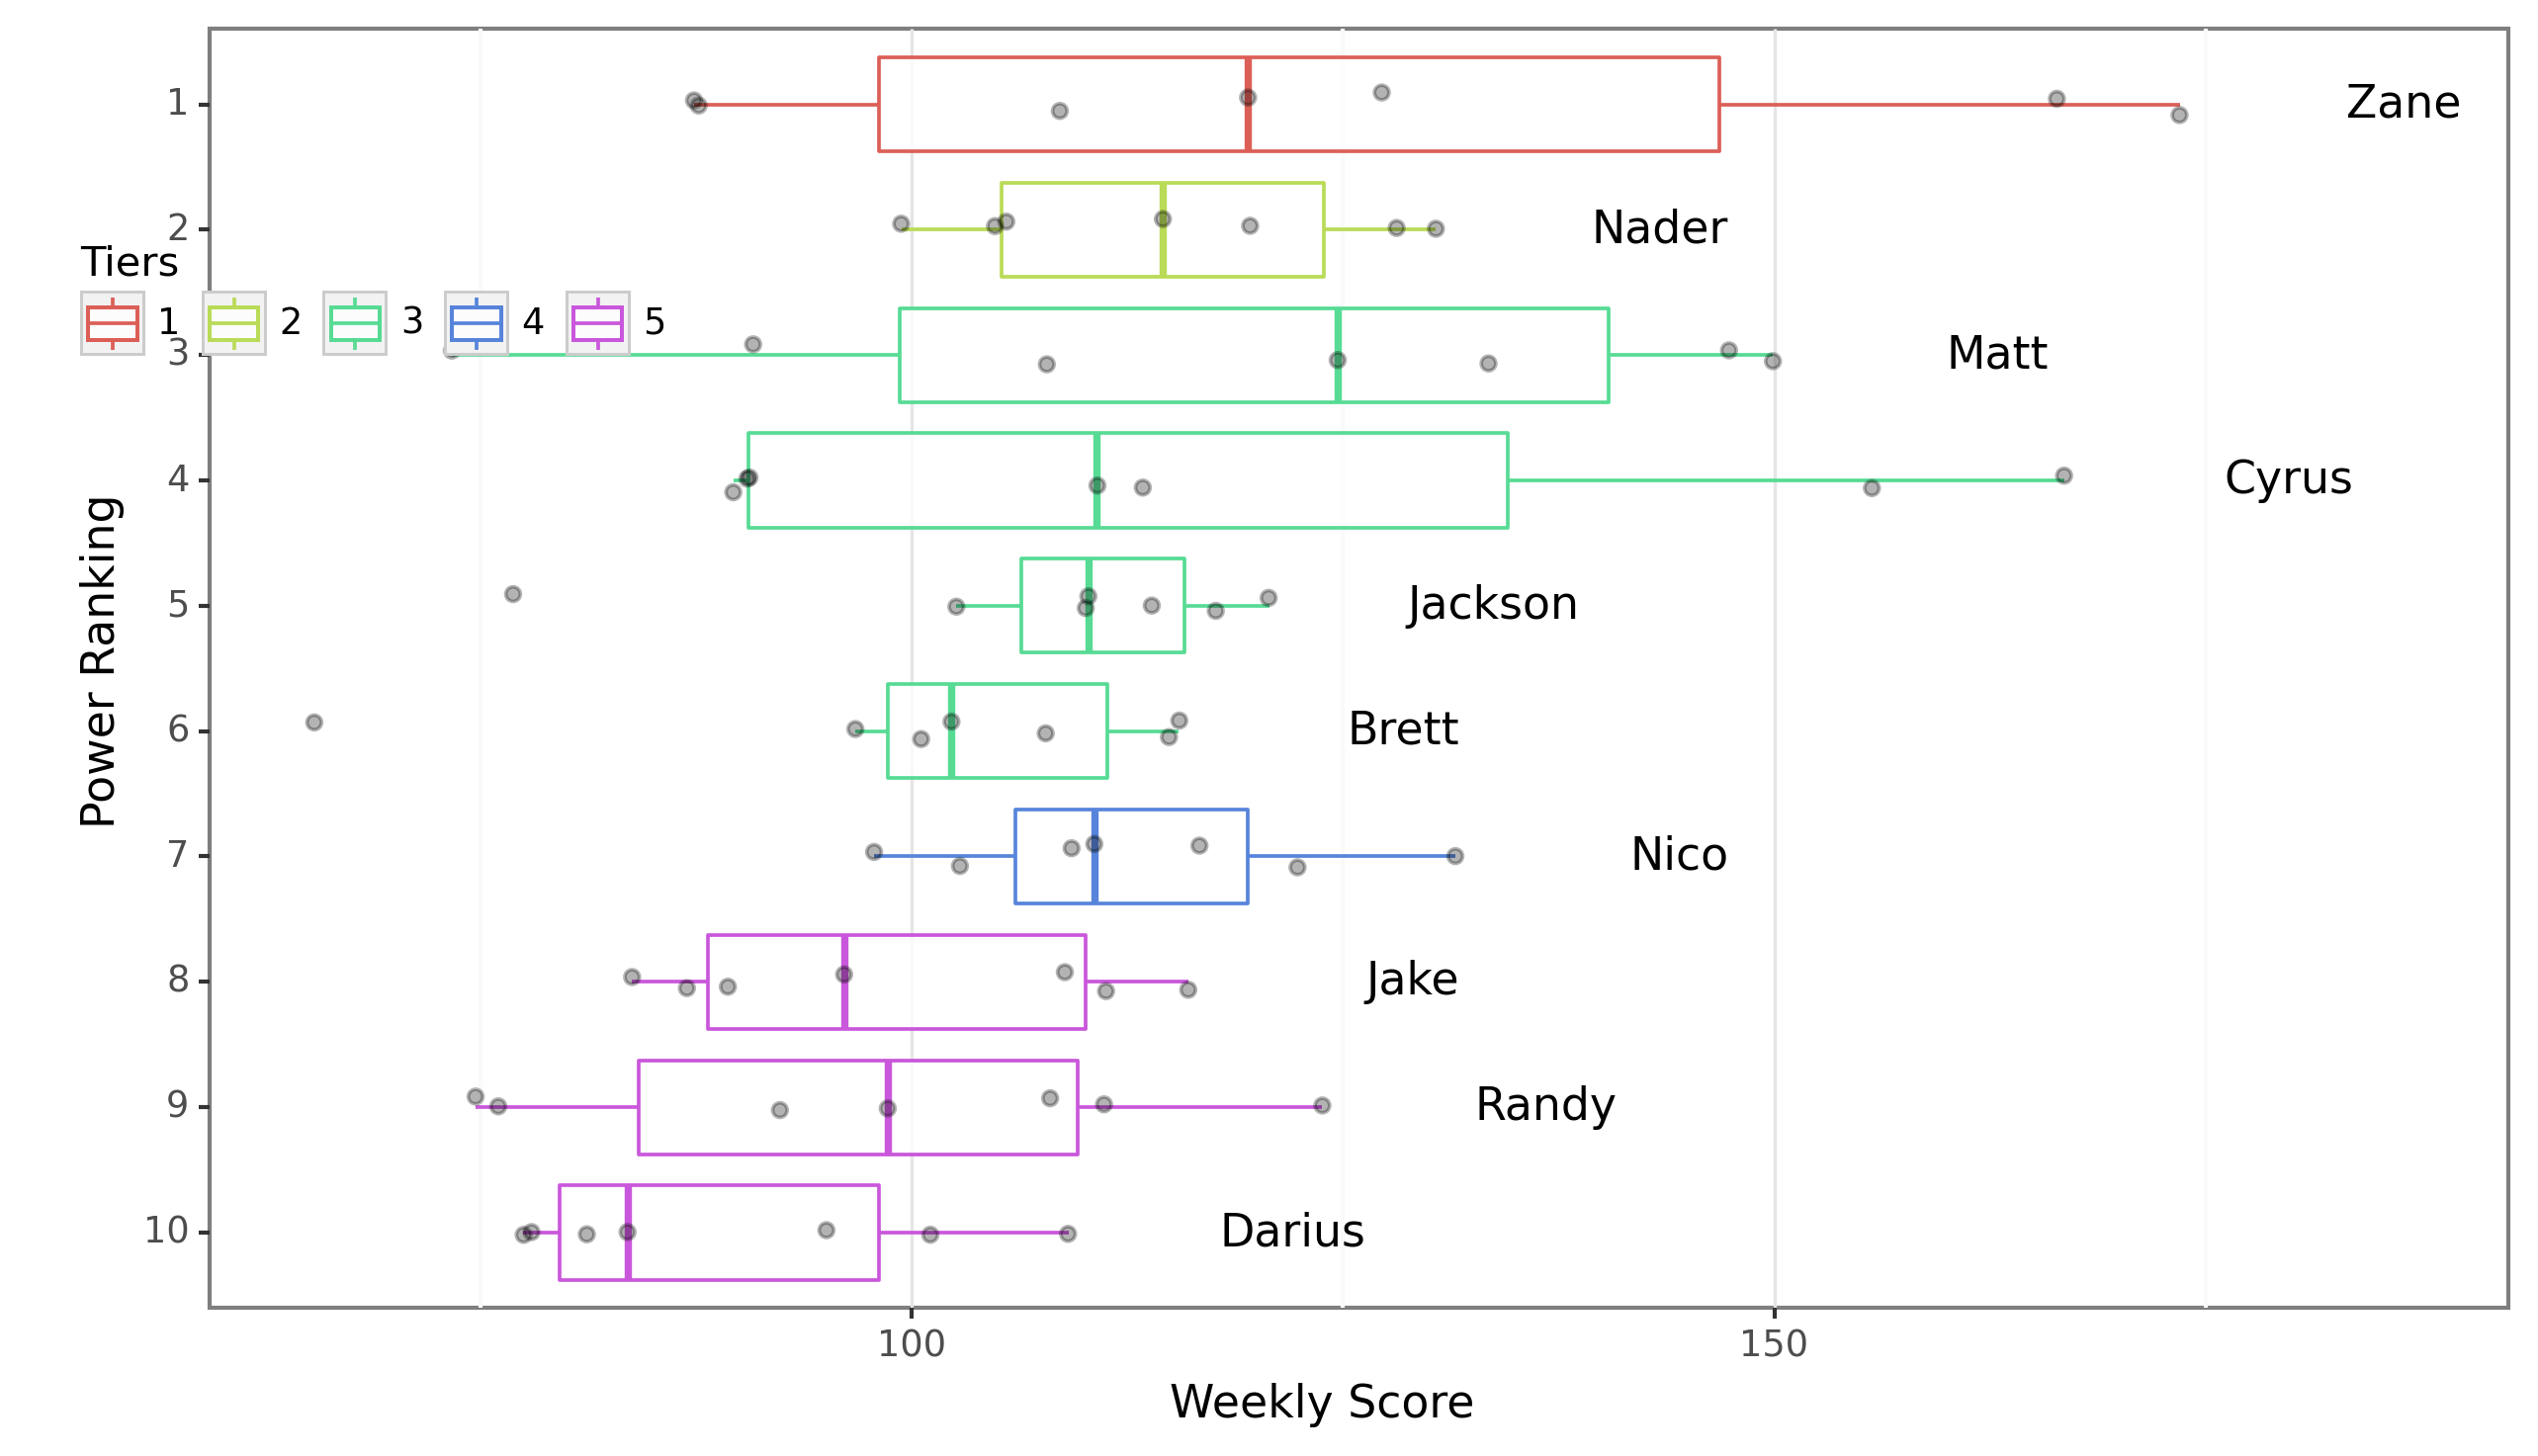 1
Zane
2
Nader
Tiers
1
2
3
4
5
3
Matt
4
Cyrus
Power Ranking
5
Jackson
6
Brett
7
Nico
8
Jake
9
Randy
10
Darius
100
150
Weekly Score